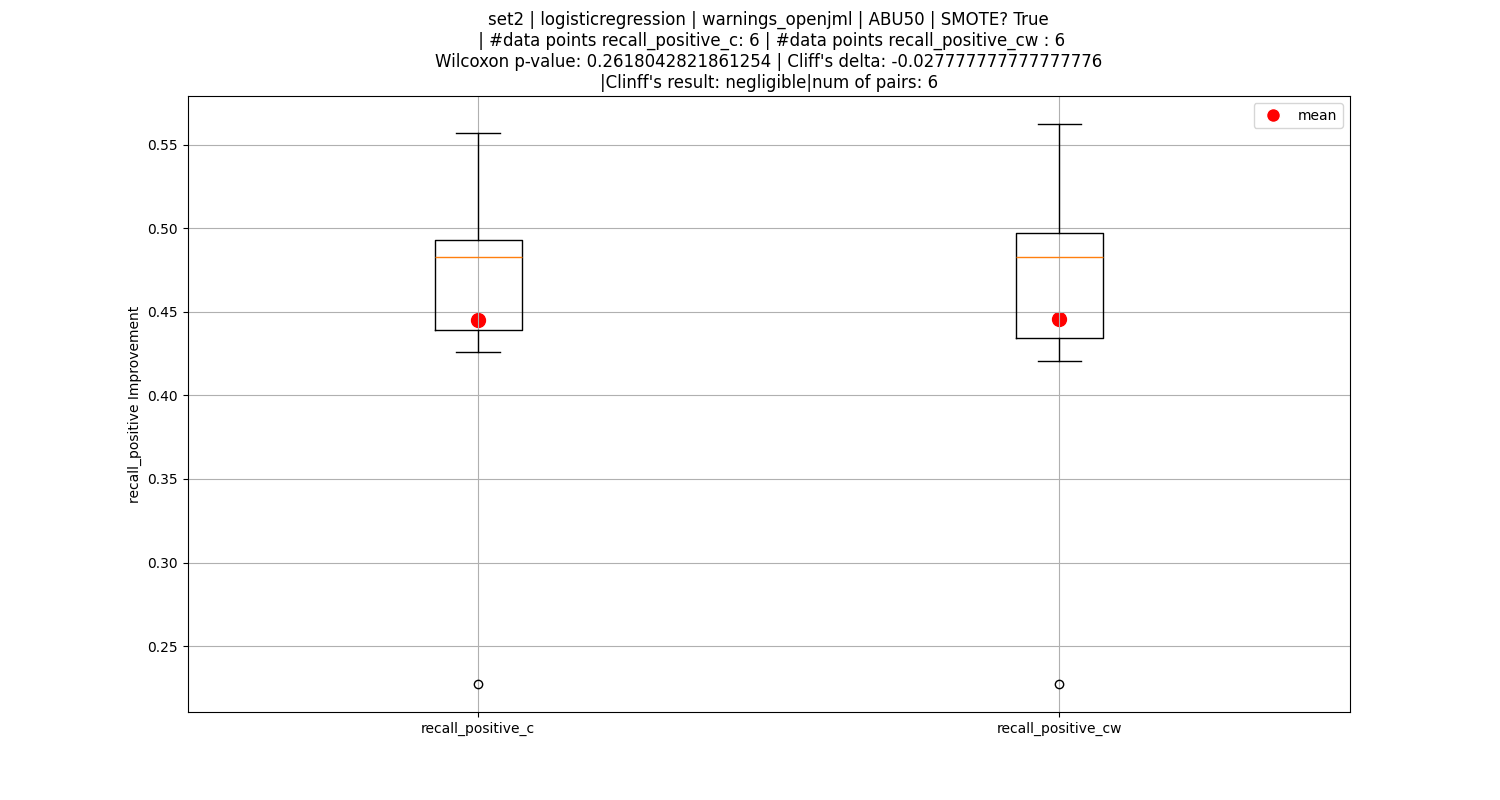 set2 | logisticregression | warnings_openjml | ABU50 | SMOTE? True
| #data points recall_positive_c: 6 | #data points recall_positive_cw : 6
Wilcoxon p-value: 0.2618042821861254 | Cliff's delta: -0.027777777777777776
|Clinff's result: negligible|num of pairs: 6
mean
recall_positive Improvement
0.55
0.50
0.45
0.40
0.35
0.30
0.25
recall_positive_c
recall_positive_cw